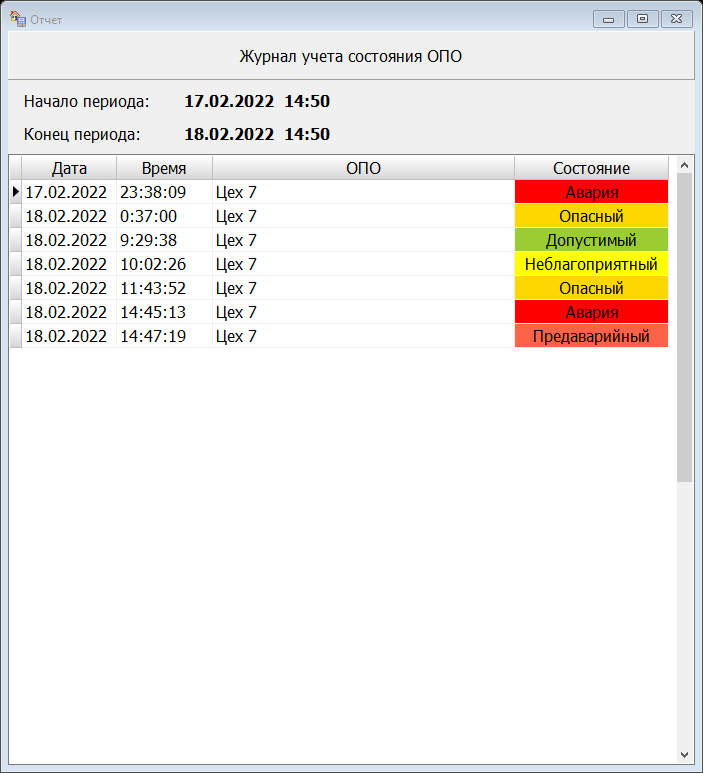 Отчет
Журнал учета состояния ОПО
Начало периода: 17.02.2022 14:50
Конец периода: 18.02.2022 14:50
Дата Время ОПО Состояние
17.02.2022 23:38:09 Цех 7 Авария
18.02.2022 0:37:00 Цех 7 Опасный
18.02.2022 9:29:38 Цех 7 Допустимый
18.02.2022 10:02:26 Цех 7 Неблагоприятный
18.02.2022 11:43:52 Цех 7 Опасный
18.02.2022 14:45:13 Цех 7 Авария
18.02.2022 14:47:19 Цех 7 Предаварийный